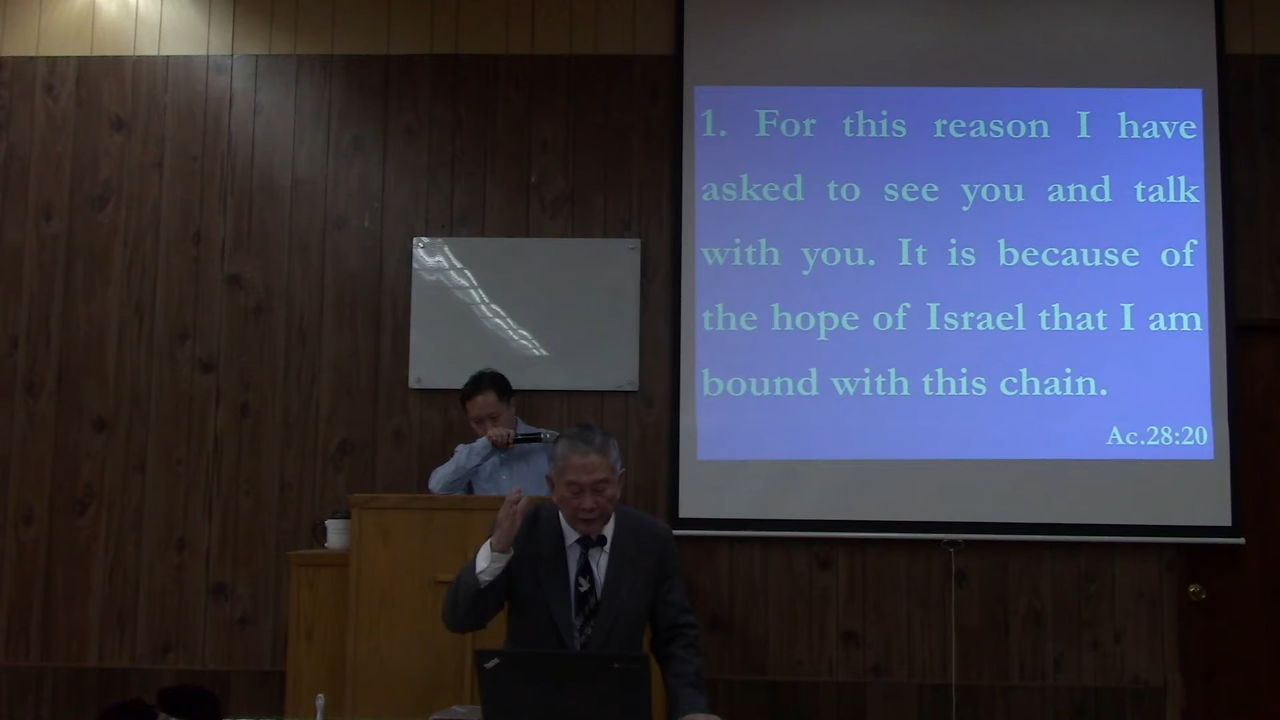 1. For this reason I have
asked to see you and talk
with you. It is because of
the hope of Israel that I am
bound with this chain.
Ac.28:20